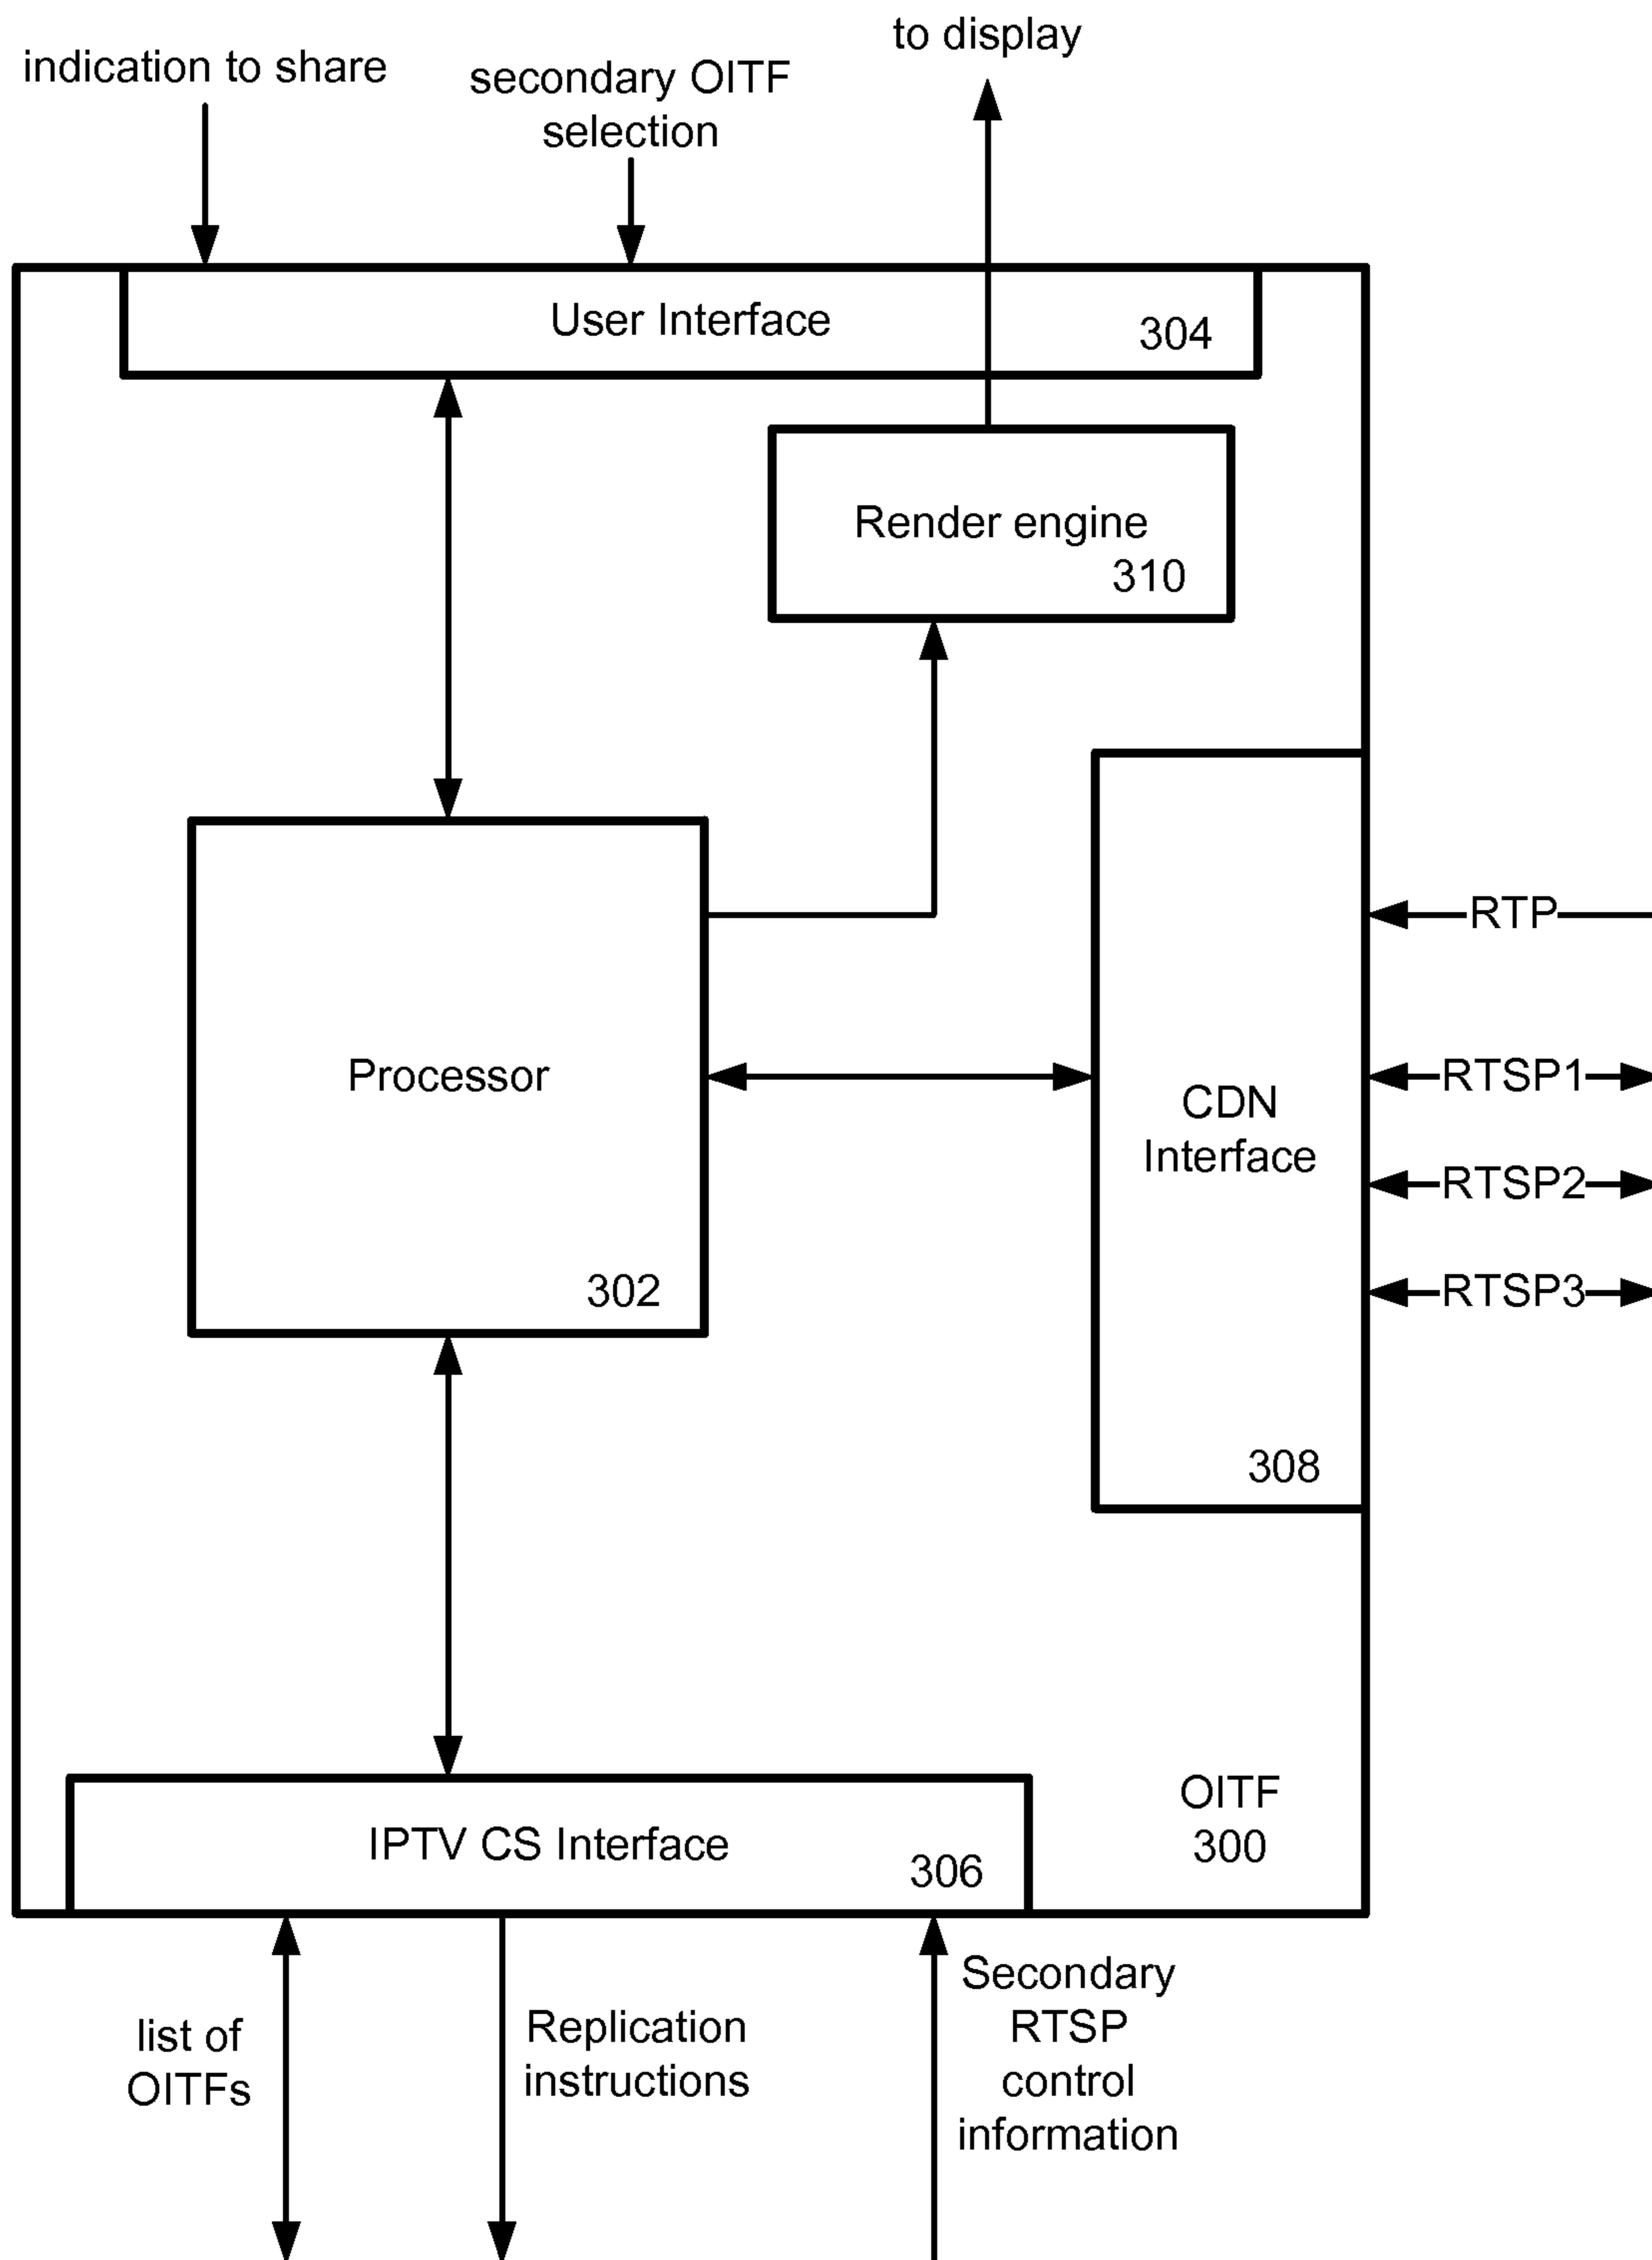 to display
indication to share
secondary OITF
selection
User Interface
304
Render engine
310
RTP
Processor
302
CDN
Interface
308
RTSP1
RTSP2
RTSP3
OITF
300
IPTV CS Interface
306
list of
OITFs
Replication
instructions
Secondary
RTSP
control
information